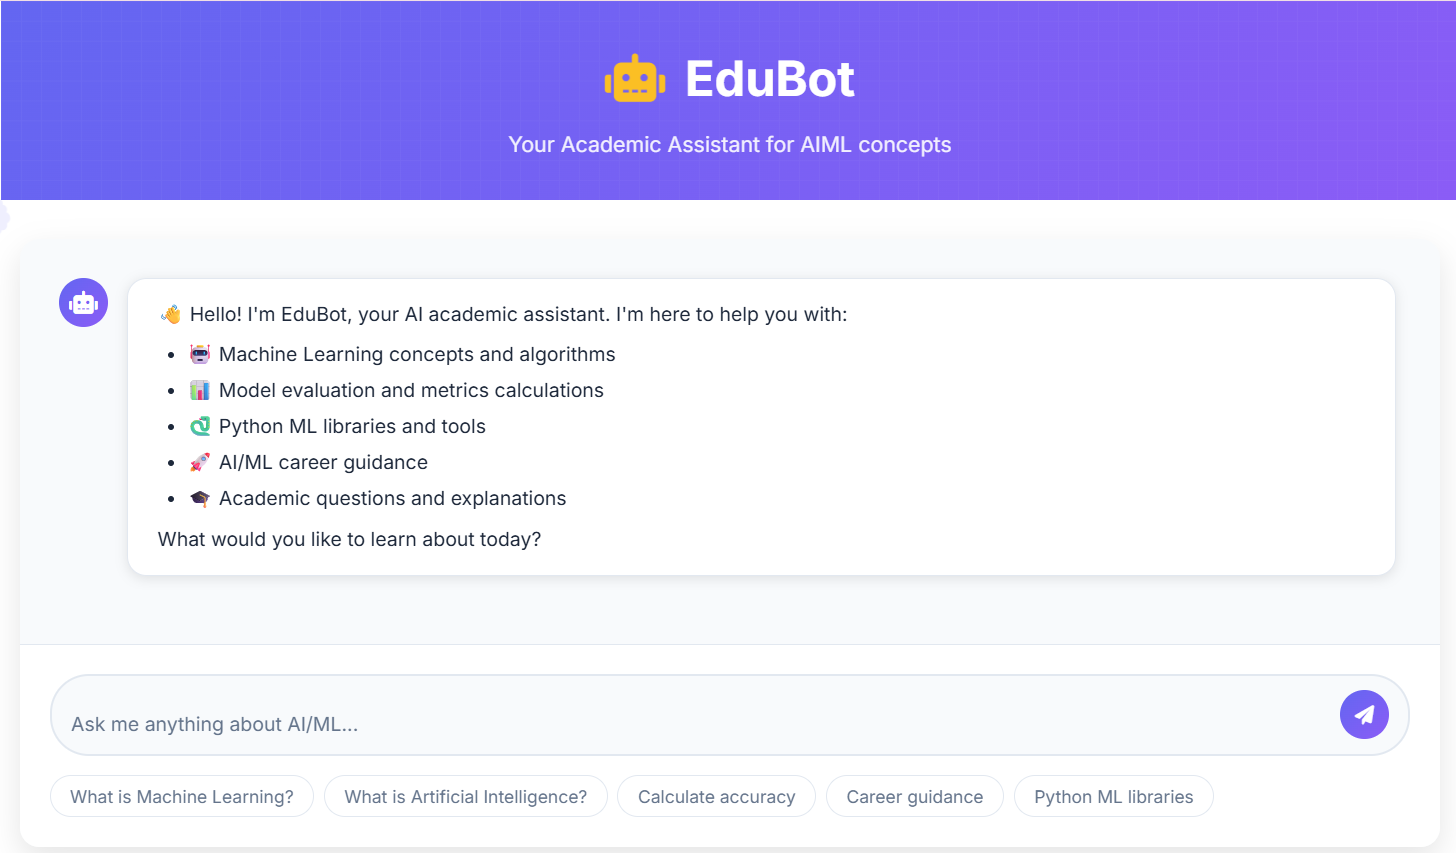 EduBot
Your Academic Assistant for AIML concepts
👋 Hello! I'm EduBot, your AI academic assistant. I'm here to help you with:
• 🤖 Machine Learning concepts and algorithms
• 📊 Model evaluation and metrics calculations
• 🐍 Python ML libraries and tools
• 🚀 AI/ML career guidance
• 🎓 Academic questions and explanations
What would you like to learn about today?
Ask me anything about AI/ML...
What is Machine Learning?
What is Artificial Intelligence?
Calculate accuracy
Career guidance
Python ML libraries